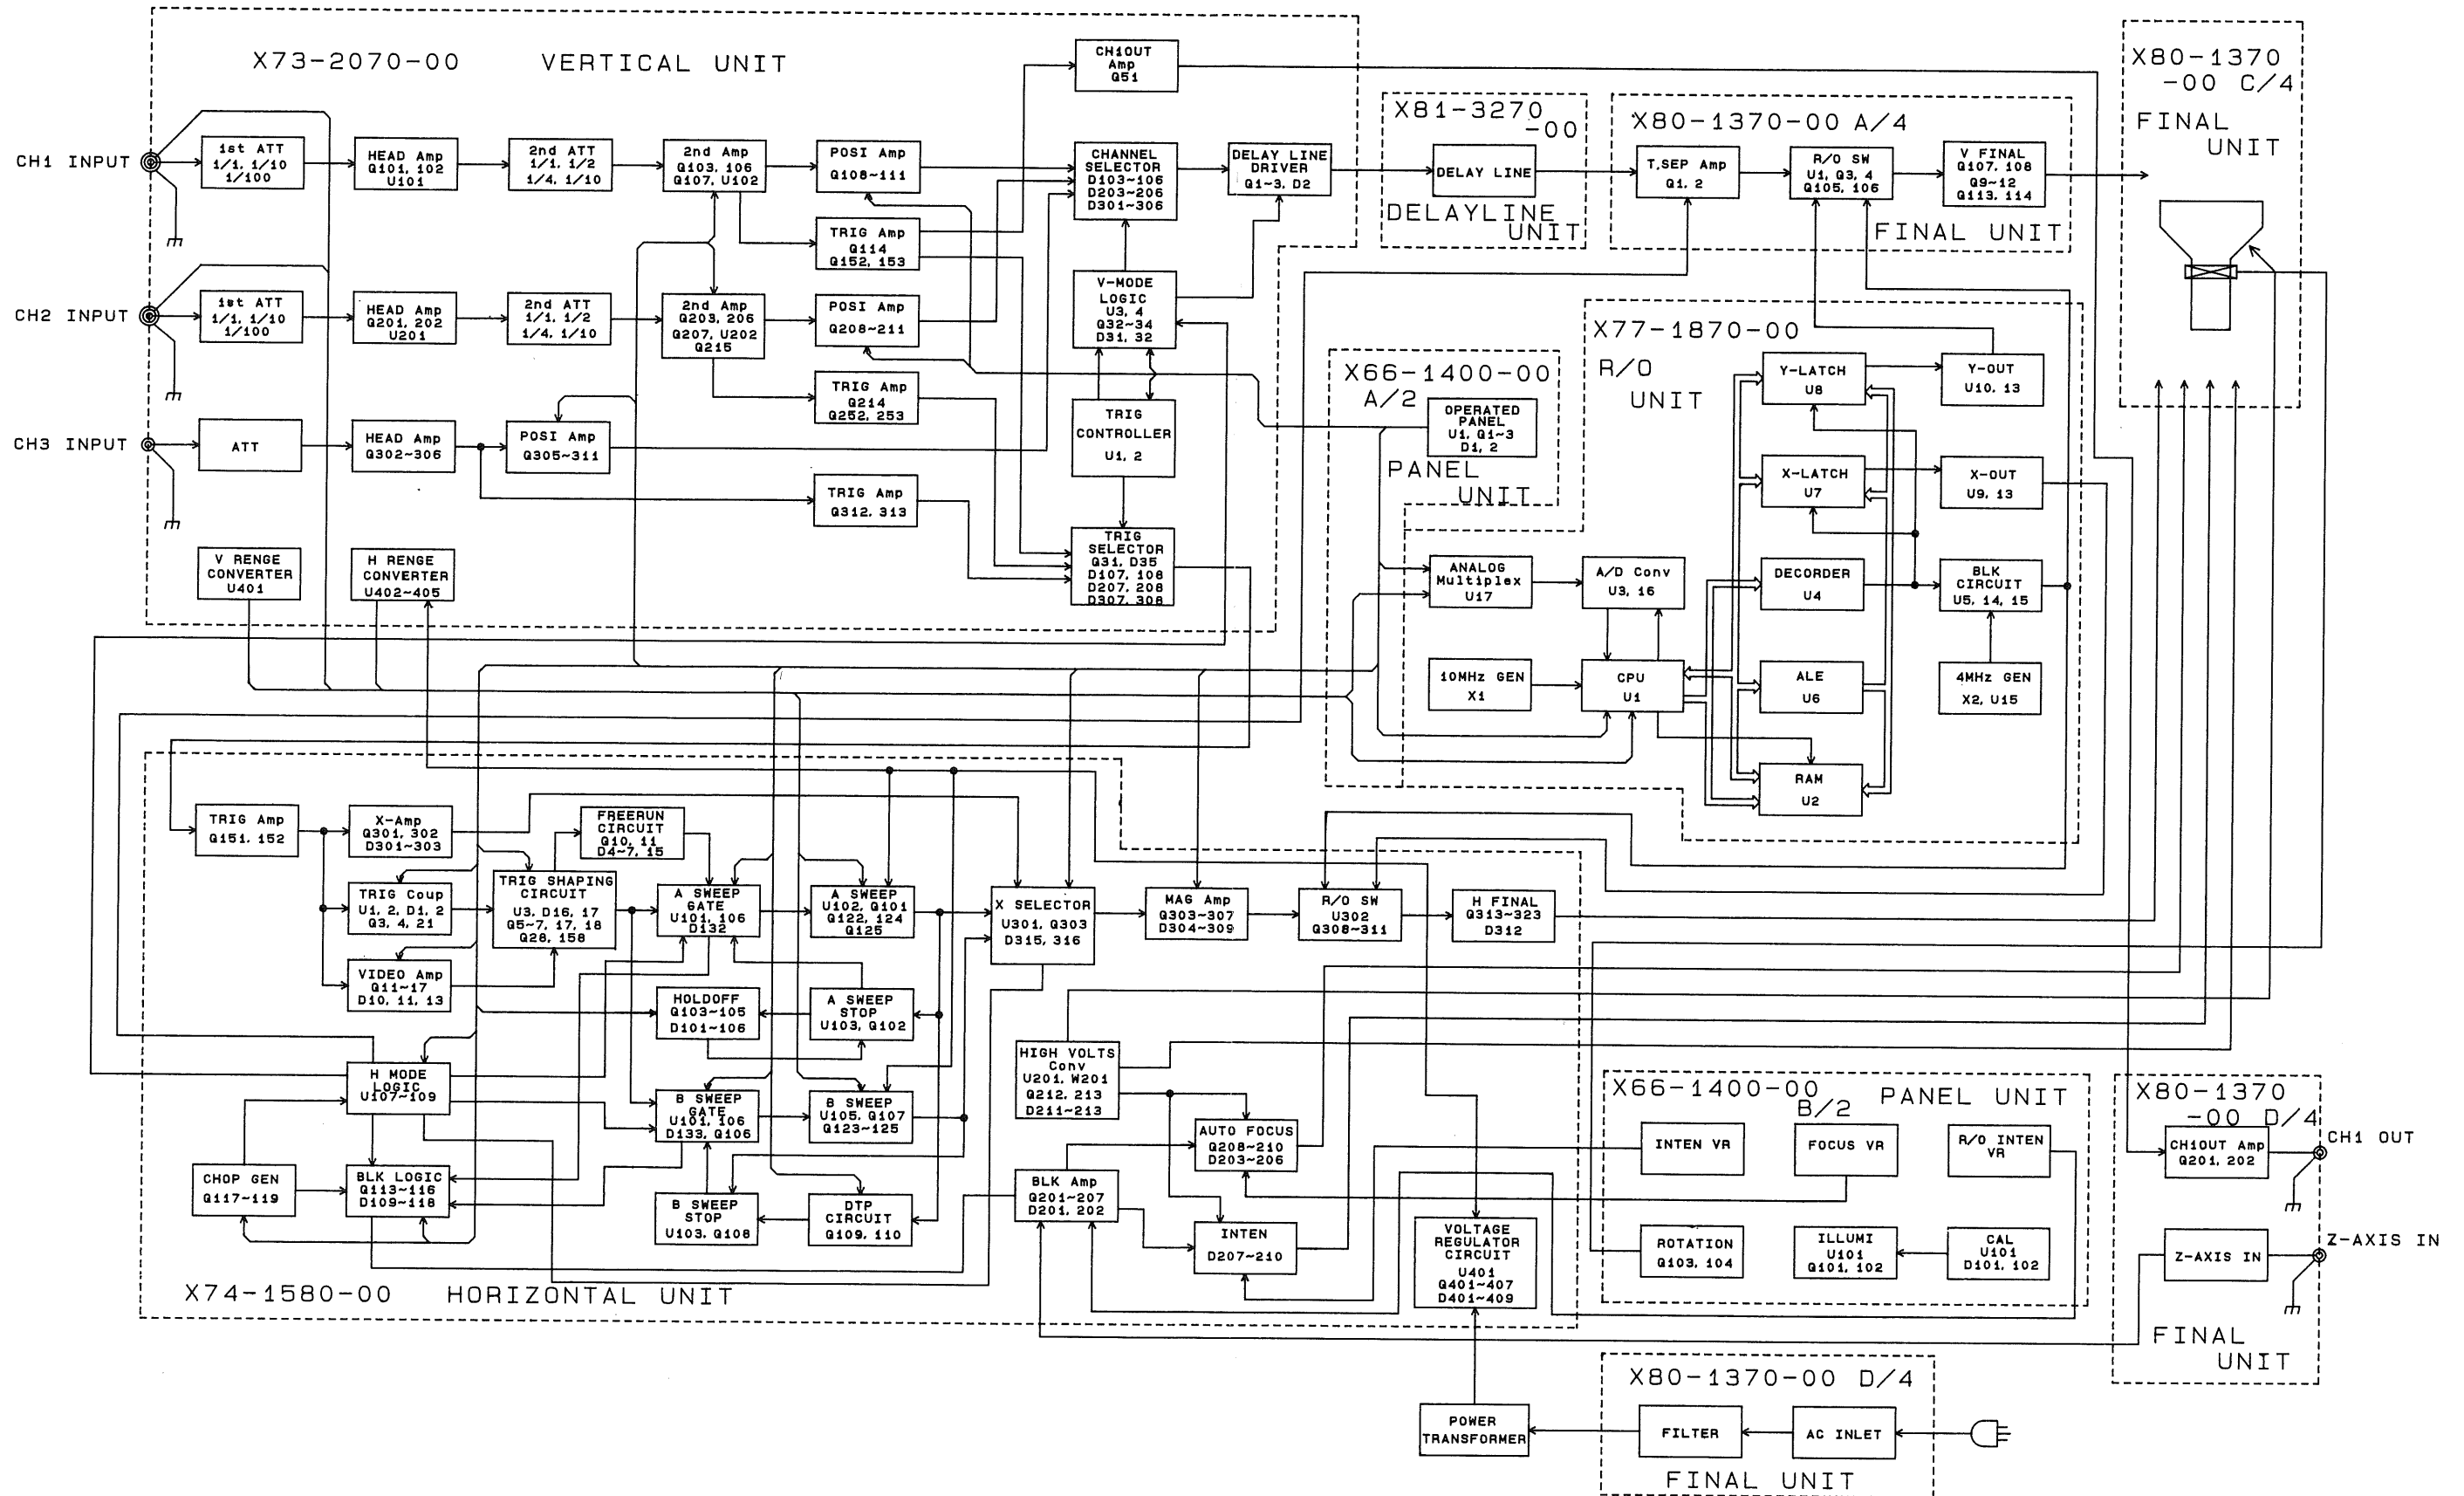 X73-2070-00 VERTICAL UNIT
CH1 INPUT
1st ATT
1/1, 1/10
1/100
HEAD Amp
Q101, 102
U101
2nd ATT
1/1, 1/2
1/4, 1/10
2nd Amp
Q103, 106
Q107, U102
POSI Amp
Q108~111
CH1OUT
Amp
Q51
TRIG Amp
Q114
Q152, 153
CHANNEL
SELECTOR
D103~106
D203~206
D301~306
DELAY LINE
DRIVER
Q1~3, D2
CH2 INPUT
1st ATT
1/1, 1/10
1/100
HEAD Amp
Q201, 202
U201
2nd ATT
1/1, 1/2
1/4, 1/10
2nd Amp
Q203, 206
Q207, U202
Q215
POSI Amp
Q208~211
TRIG Amp
Q214
Q252, 253
V-MODE
LOGIC
U3, 4
Q32~34
D31, 32
TRIG
CONTROLLER
U1, 2
CH3 INPUT
ATT
HEAD Amp
Q302~306
POSI Amp
Q305~311
TRIG Amp
Q312, 313
TRIG
SELECTOR
Q31, D35
D107, 108
D207, 208
D307, 308
V RENGE
CONVERTER
U401
H RENGE
CONVERTER
U402~405
X81-3270
-00
DELAY LINE
DELAYLINE
UNIT
X80-1370-00 A/4
T,SEP Amp
Q1, 2
R/O SW
U1, Q3, 4
Q105, 106
V FINAL
Q107, 108
Q9~12
Q113, 114
FINAL UNIT
X80-1370
-00 C/4
FINAL
UNIT
X66-1400-00
A/2
OPERATED
PANEL
U1, Q1~3
D1, 2
PANEL
UNIT
X77-1870-00
R/O
UNIT
Y-LATCH
U8
Y-OUT
U10, 13
X-LATCH
U7
X-OUT
U9, 13
ANALOG
Multiplex
U17
A/D Conv
U3, 16
DECORDER
U4
BLK
CIRCUIT
U5, 14, 15
10MHz GEN
X1
CPU
U1
ALE
U6
4MHz GEN
X2, U15
RAM
U2
TRIG Amp
Q151, 152
X-Amp
Q301, 302
D301~303
FREERUN
CIRCUIT
Q10, 11
D4~7, 15
TRIG Coup
U1, 2, D1, 2
Q3, 4, 21
TRIG SHAPING
CIRCUIT
U3, D16, 17
Q5~7, 17, 18
Q28, 158
A SWEEP
GATE
U101, 106
D132
A SWEEP
U102, Q101
Q122, 124
Q125
X SELECTOR
U301, Q303
D315, 316
MAG Amp
Q303~307
D304~309
R/O SW
U302
Q308~311
H FINAL
Q313~323
D312
VIDEO Amp
Q11~17
D10, 11, 13
HOLDOFF
Q103~105
D101~106
A SWEEP
STOP
U103, Q102
H MODE
LOGIC
U107~109
B SWEEP
GATE
U101, 106
D133, Q106
B SWEEP
U105, Q107
Q123~125
HIGH VOLTS
Conv
U201, W201
Q212, 213
D211~213
AUTO FOCUS
Q208~210
D203~206
CHOP GEN
Q117~119
BLK LOGIC
Q113~116
D109~118
B SWEEP
STOP
U103, Q108
DTP
CIRCUIT
Q109, 110
BLK Amp
Q201~207
D201, 202
INTEN
D207~210
VOLTAGE
REGULATOR
CIRCUIT
U401
Q401~407
D401~409
X74-1580-00 HORIZONTAL UNIT
X66-1400-00
B/2 PANEL UNIT
INTEN VR
FOCUS VR
R/O INTEN
VR
ROTATION
Q103, 104
ILLUMI
U101
Q101, 102
CAL
U101
D101, 102
X80-1370
-00 D/4
CH1OUT Amp
Q201, 202
CH1 OUT
Z-AXIS IN
Z-AXIS IN
FINAL
UNIT
X80-1370-00 D/4
POWER
TRANSFORMER
FILTER
AC INLET
FINAL UNIT